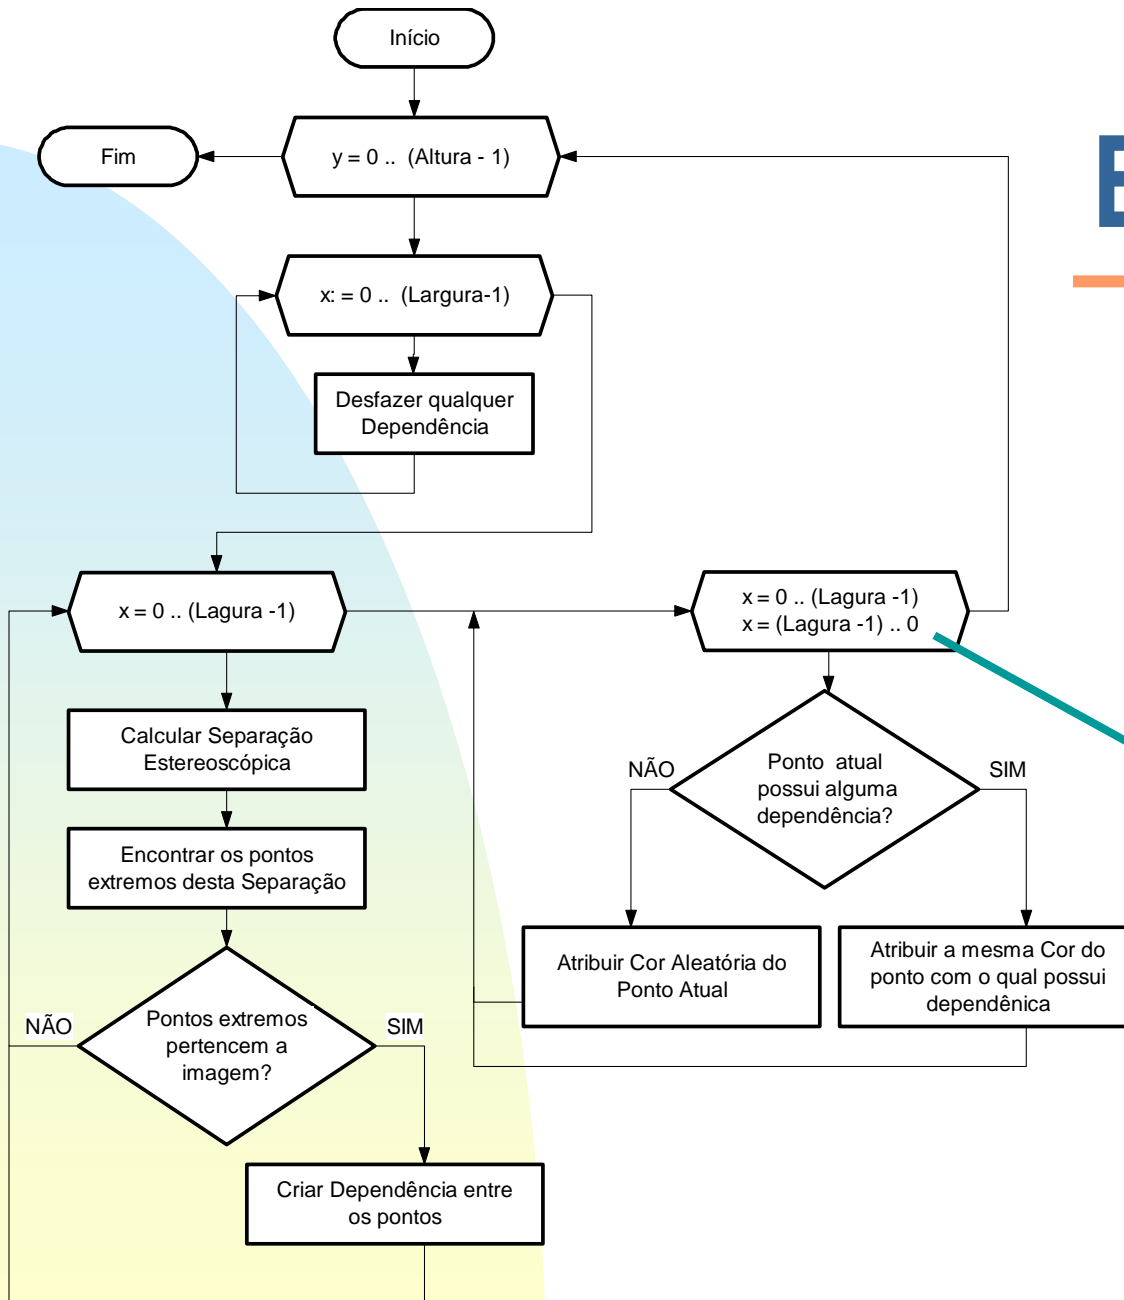 Início
Fim
y = 0 .. (Altura - 1)
x: = 0 .. (Largura-1)
Desfazer qualquer
Dependência
x = 0 .. (Lagura -1)
x = 0 .. (Lagura -1)
x = (Lagura -1) .. 0
Calcular Separação
Estereoscópica
Encontrar os pontos
extremos desta Separação
NÃO
Pontos extremos
pertencem a
imagem?
SIM
Criar Dependência entre
os pontos
NÃO
Ponto atual
possui alguma
dependência?
SIM
Atribuir Cor Aleatória do
Ponto Atual
Atribuir a mesma Cor do
ponto com o qual possui
dependênica